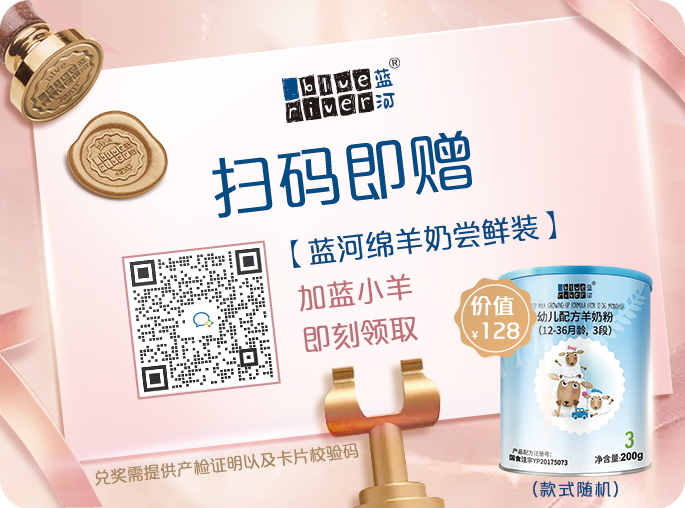 blue
river
蓝河®
扫码即赠
【蓝河绵羊奶尝鲜装】
加蓝小羊
即刻领取
价值
¥128
blue
river
幼儿配方羊奶粉
(12-36月龄, 3段)
3
产品配方注册号:
国食注字YP20175073
净含量:200g
(款式随机)
兑奖需提供产检证明以及卡片校验码